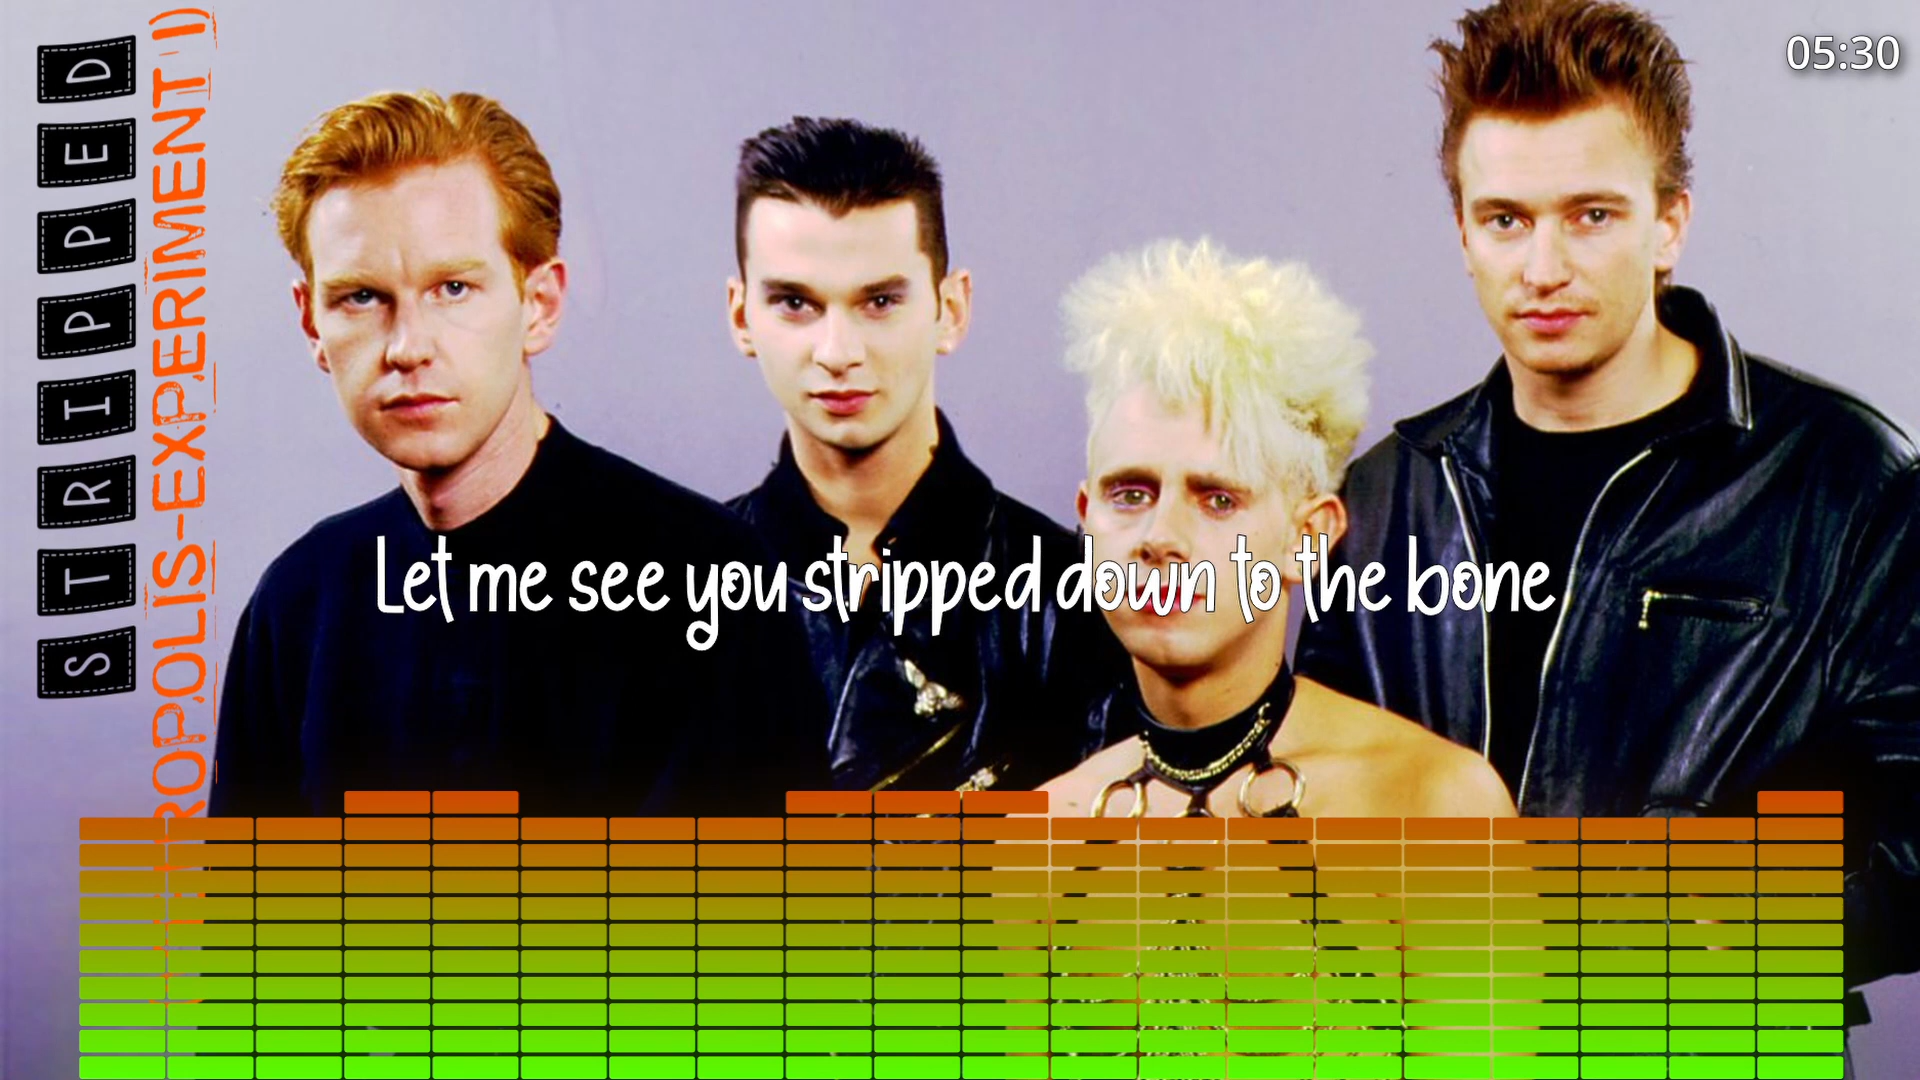 STRIPPED
ROPOLIS-EXPERIMENT I)
05:30
Let me see you stripped down to the bone